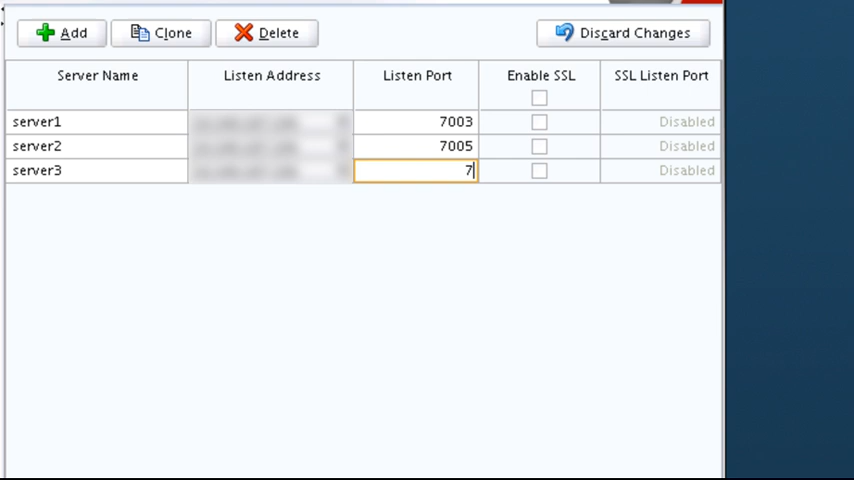 Add Clone Delete Discard Changes
Server Name Listen Address Listen Port Enable SSL SSL Listen Port
server1 7003 Disabled
server2 7005 Disabled
server3 7 Disabled